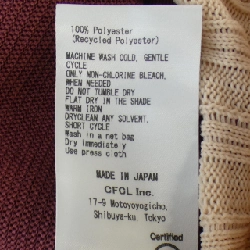 100% Polyester
(Recycled Polyester)
MACHINE WASH COLD, GENTLE
CYCLE
ONLY NON-CHLORINE BLEACH,
WHEN NEEDED
DO NOT TUMBLE DRY
FLAT DRY IN THE SHADE
WARM IRON
DRYCLEAN ANY SOLVENT,
SHORT CYCLE
Wash in a net bag
Dry immediately
Use press cloth
MADE IN JAPAN
CFCL Inc.
17-6 Motoyoyogicho,
Shibuya-ku Tokyo
Certified